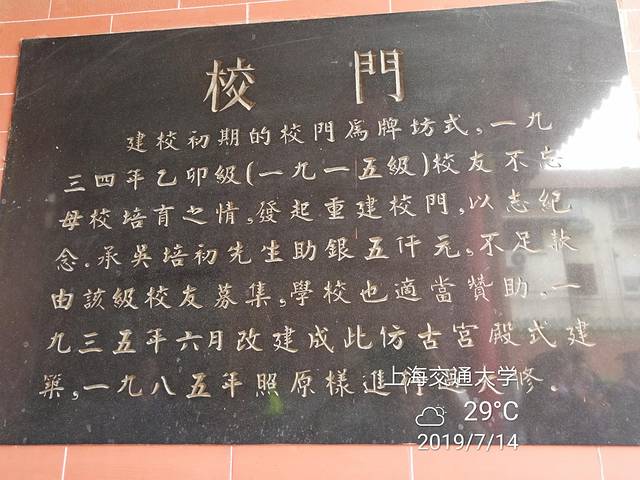 校門
建校初期的校門爲牌坊式,一九
三四年乙卯級(一九一五級)校友不忘
母校培育之情,發起重建校門,以志紀
念.承吳培初先生助銀五仟元,不足款
由該級校友募集,學校也適當贊助.一
九三五年六月改建成此仿古宮殿式建
築,一九八五年照原樣進行修.
上海交通大学
29°C
2019/7/14